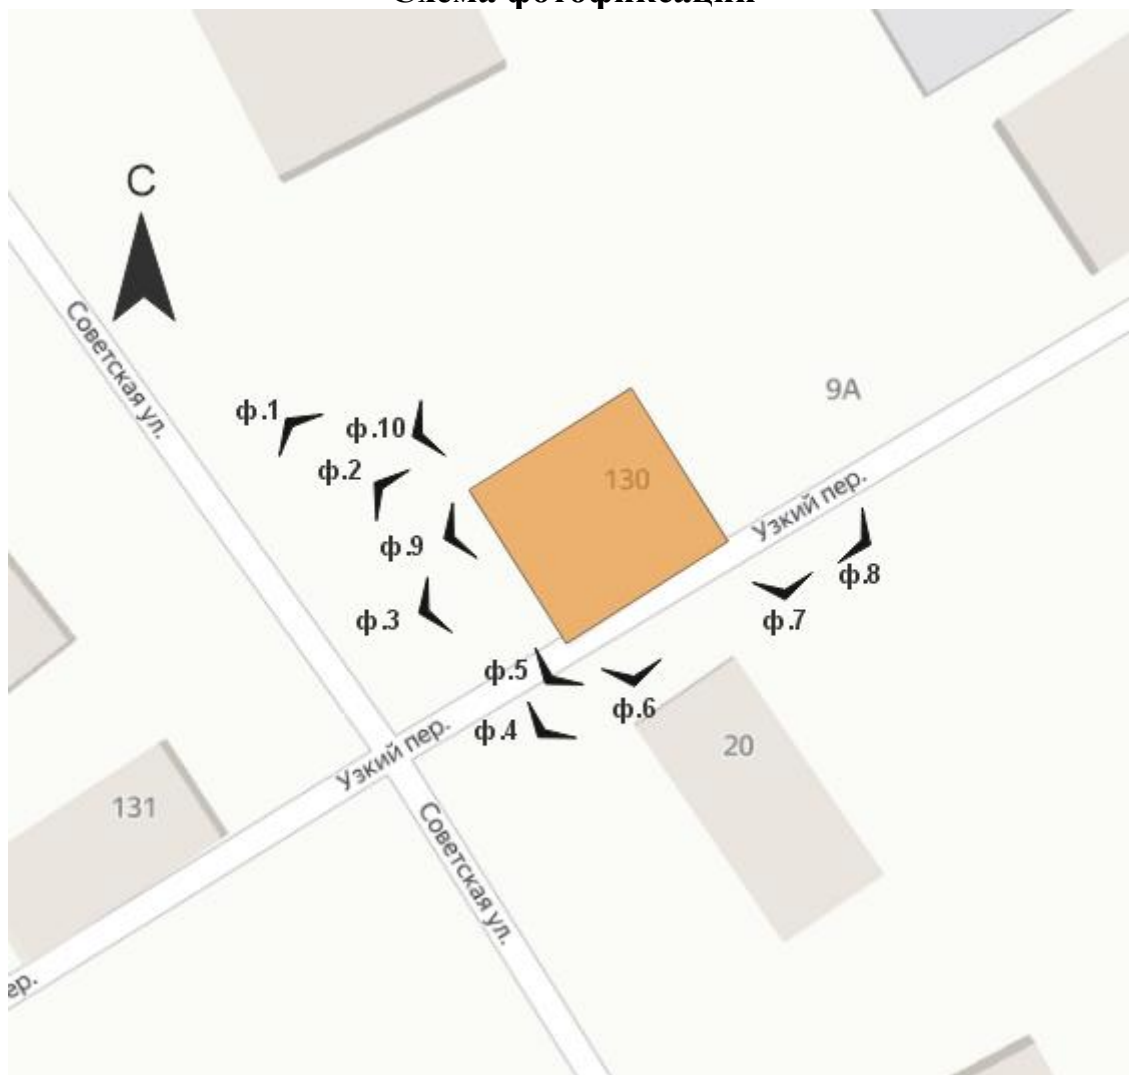 Схема фотофиксации
С
Советская ул.
ф.1
ф.10
ф.2
ф.9
ф.3
130
9А
Узкий пер.
ф.8
ф.7
ф.5
ф.6
ф.4
20
Узкий пер.
131
Советская ул.
ер.